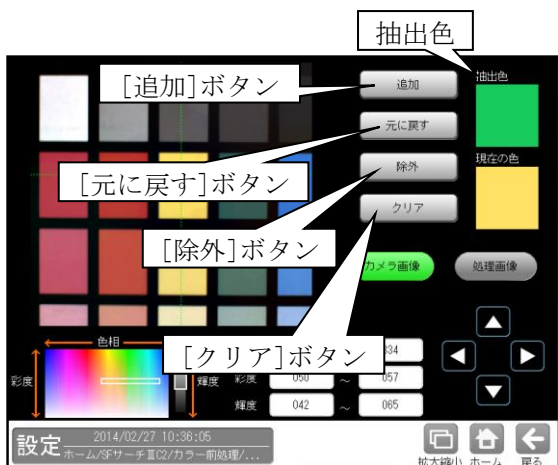 抽出色
[追加]ボタン
追加
抽出色
元に戻す
[元に戻す]ボタン
除外
現在の色
クリア
[除外]ボタン
カメラ画像
処理画像
[クリア]ボタン
色相
彩度
輝度
彩度 050 ～ 057
輝度 042 ～ 065
設定
2014/02/27 10:36:05
ホーム/SFサーチⅢC2/カラー前処理/...
拡大縮小 ホーム 戻る